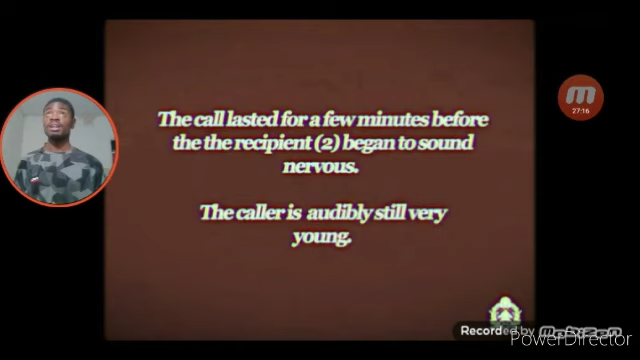 The call lasted for a few minutes before
the the recipient (2) began to sound
nervous.
The caller is audibly still very
young.
27:16
Recorded by
PowerDirector